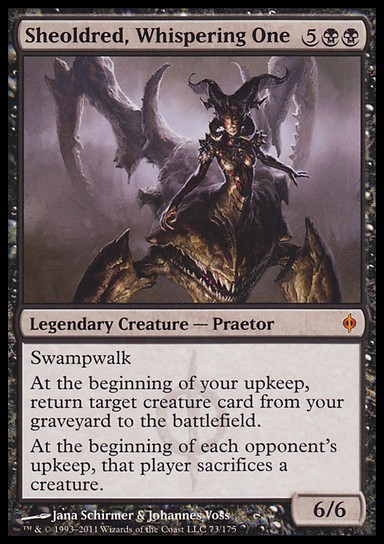 Sheoldred, Whispering One 5
Legendary Creature — Praetor
Swampwalk
At the beginning of your upkeep,
return target creature card from your
graveyard to the battlefield.
At the beginning of each opponent's
upkeep, that player sacrifices a
creature.
6/6
Jana Schirmer & Johannes Voss
™ & © 1993–2011 Wizards of the Coast LLC 73/175